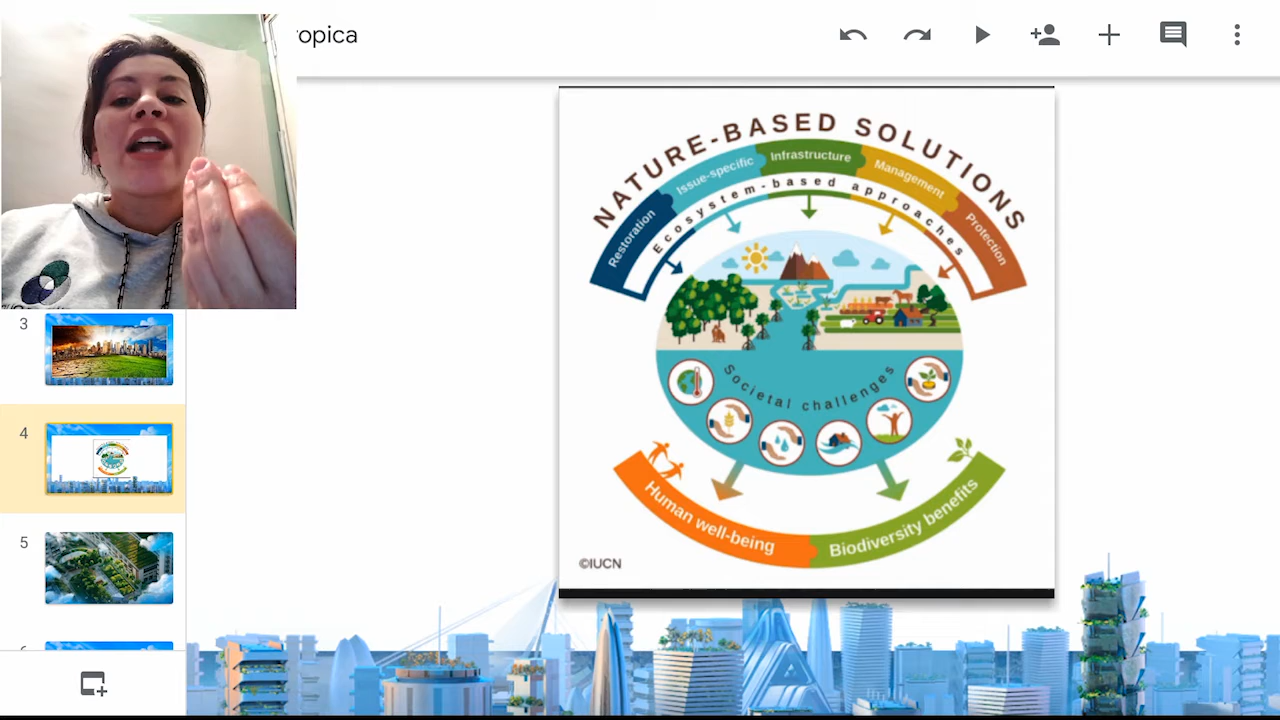 ropica
NATURE-BASED SOLUTIONS
Restoration
Issue-specific
Infrastructure
Management
Protection
Ecosystem-based approaches
Societal challenges
Human well-being
Biodiversity benefits
©IUCN
3
4
5